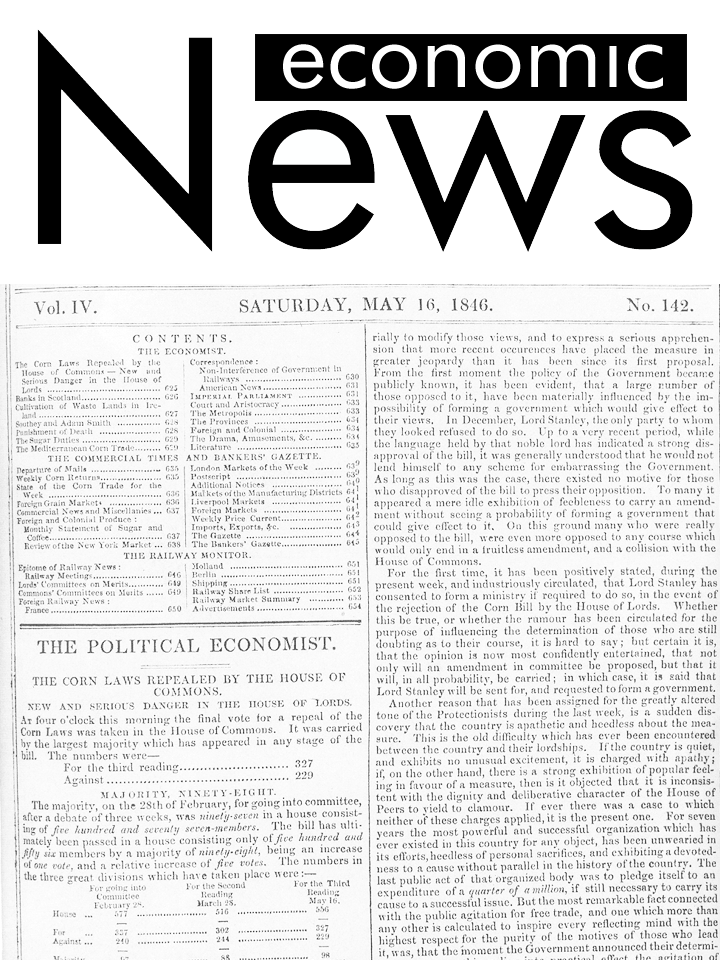 economic
News
Vol. IV.
SATURDAY, MAY 16, 1846.
No. 142.
CONTENTS.
THE ECONOMIST.
The Corn Laws Repealed by the
House of Commons — New and
Serious Danger in the House of
Lords ........ 625
Banks in Scotland........ 626
Cultivation of Waste Lands in Ire-
land........ 627
Southey and Adam Smith ........ 628
Punishment of Death ........ 628
The Sugar Duties ........ 629
The Mediterranean Corn Trade........ 629
Correspondence :
Non-Interference of Government in
Railways ........ 630
American News ........ 631
IMPERIAL PARLIAMENT ........ 631
Court and Aristocracy........ 633
The Metropolis ........ 633
The Provinces ........ 634
Foreign and Colonial ........ 634
The Drama, Amusements, &c. ........ 634
Literature ........ 635
THE COMMERCIAL TIMES AND BANKERS' GAZETTE.
Departure of Mails ........ 635
Weekly Corn Returns........ 635
State of the Corn Trade for the
Week ........ 636
Foreign Grain Markets ........ 636
Commercial News and Miscellanies ... 637
Foreign and Colonial Produce :
Monthly Statement of Sugar and
Coffee........ 637
Review of the New York Market ... 638
London Markets of the Week ........ 639
Postscript ........ 639
Additional Notices ........ 640
Liverpool Markets ........ 641
Markets of the Manufacturing Districts 641
Foreign Markets ........ 641
Weekly Price Current........ 642
Imports, Exports, &c. ........ 643
The Gazette ........ 644
The Bankers' Gazette........ 645
THE RAILWAY MONITOR.
Epitome of Railway News :
Railway Meetings........ 646
Lords' Committees on Merits........ 649
Commons' Committees on Merits ...... 649
Foreign Railway News :
France ........ 650
Holland ........ 651
Berlin ........ 651
Shipping ........ 651
Railway Share List ........ 652
Railway Market Summary ........ 653
Advertisements ........ 654
THE POLITICAL ECONOMIST.
THE CORN LAWS REPEALED BY THE HOUSE OF
COMMONS.
NEW AND SERIOUS DANGER IN THE HOUSE OF LORDS.
AT four o'clock this morning the final vote for a repeal of the
Corn Laws was taken in the House of Commons. It was carried
by the largest majority which has appeared in any stage of the
bill. The numbers were—
For the third reading........ 327
Against ........ 229
MAJORITY, NINETY-EIGHT.
The majority, on the 28th of February, for going into committee,
after a debate of three weeks, was ninety-seven in a house consist-
ing of five hundred and seventy seven-members. The bill has ulti-
mately been passed in a house consisting only of five hundred and
fifty six members by a majority of ninety-eight, being an increase
of one vote, and a relative increase of five votes. The numbers in
the three great divisions which have taken place were :—
For going into
Committee
February 28.
For the Second
Reading
March 28.
For the Third
Reading
May 16.
House ... 577 ........ 516 ........ 556
For ... 337 ........ 302 ........ 327
Against ... 240 ........ 244 ........ 229
97 88 98
rially to modify those views, and to express a serious apprehen-
sion that more recent occurences have placed the measure in
greater jeopardy than it has been since its first proposal.
From the first moment the policy of the Government became
publicly known, it has been evident, that a large number of
those opposed to it, have been materially influenced by the im-
possibility of forming a government which would give effect to
their views. In December, Lord Stanley, the only party to whom
they looked refused to do so. Up to a very recent period, while
the language held by that noble lord has indicated a strong dis-
approval of the bill, it was generally understood that he would not
lend himself to any scheme for embarrassing the Government.
As long as this was the case, there existed no motive for those
who disapproved of the bill to press their opposition. To many it
appeared a mere idle exhibition of feebleness to carry an amend-
ment without seeing a probability of forming a government that
could give effect to it. On this ground many who were really
opposed to the bill, were even more opposed to any course which
would only end in a fruitless amendment, and a collision with the
House of Commons.
For the first time, it has been positively stated, during the
present week, and industriously circulated, that Lord Stanley has
consented to form a ministry if required to do so, in the event of
the rejection of the Corn Bill by the House of Lords. Whether
this be true, or whether the rumour has been circulated for the
purpose of influencing the determination of those who are still
doubting as to their course, it is hard to say; but certain it is,
that the opinion is now most confidently entertained, that not
only will an amendment in committee be proposed, but that it
will, in all probability, be carried; in which case, it is said that
Lord Stanley will be sent for, and requested to form a government.
Another reason that has been assigned for the greatly altered
tone of the Protectionists during the last week, is a sudden dis-
covery that the country is apathetic and heedless about the mea-
sure. This is the old difficulty which has ever been encountered
between the country and their lordships. If the country is quiet,
and exhibits no unusual excitement, it is charged with apathy;
if, on the other hand, there is a strong exhibition of popular feel-
ing in favour of a measure, then is it objected that it is inconsis-
tent with the dignity and deliberative character of the House of
Peers to yield to clamour. If ever there was a case to which
neither of these charges applied, it is the present one. For seven
years the most powerful and successful organization which has
ever existed in this country for any object, has been unwearied in
its efforts, heedless of personal sacrifices, and exhibiting a devoted-
ness to a cause without parallel in the history of the country. The
last public act of that organized body was to pledge itself to an
expenditure of a quarter of a million, if still necessary to carry its
cause to a successful issue. But the most remarkable fact connected
with the public agitation for free trade, and one which more than
any other is calculated to inspire every reflecting mind with the
highest respect for the purity of the motives of those who lead
it, was, that the moment the Government announced their determi-